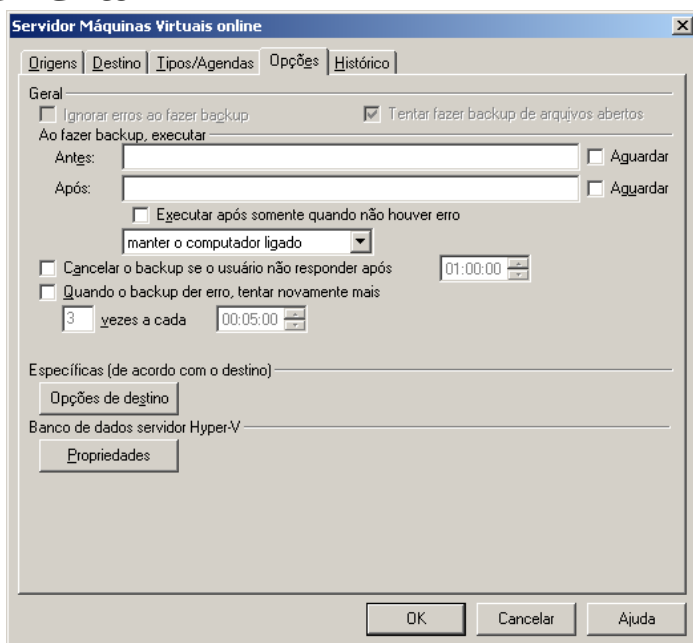 Servidor Máquinas Virtuais online
Origens Destino Tipos/Agendas Opções Histórico
Geral
Ignorar erros ao fazer backup Tentar fazer backup de arquivos abertos
Ao fazer backup, executar
Antes: Aguardar
Após: Aguardar
Executar após somente quando não houver erro
manter o computador ligado
Cancelar o backup se o usuário não responder após 01:00:00
Quando o backup der erro, tentar novamente mais
3 vezes a cada 00:05:00
Específicas (de acordo com o destino)
Opções de destino
Banco de dados servidor Hyper-V
Propriedades
OK Cancelar Ajuda